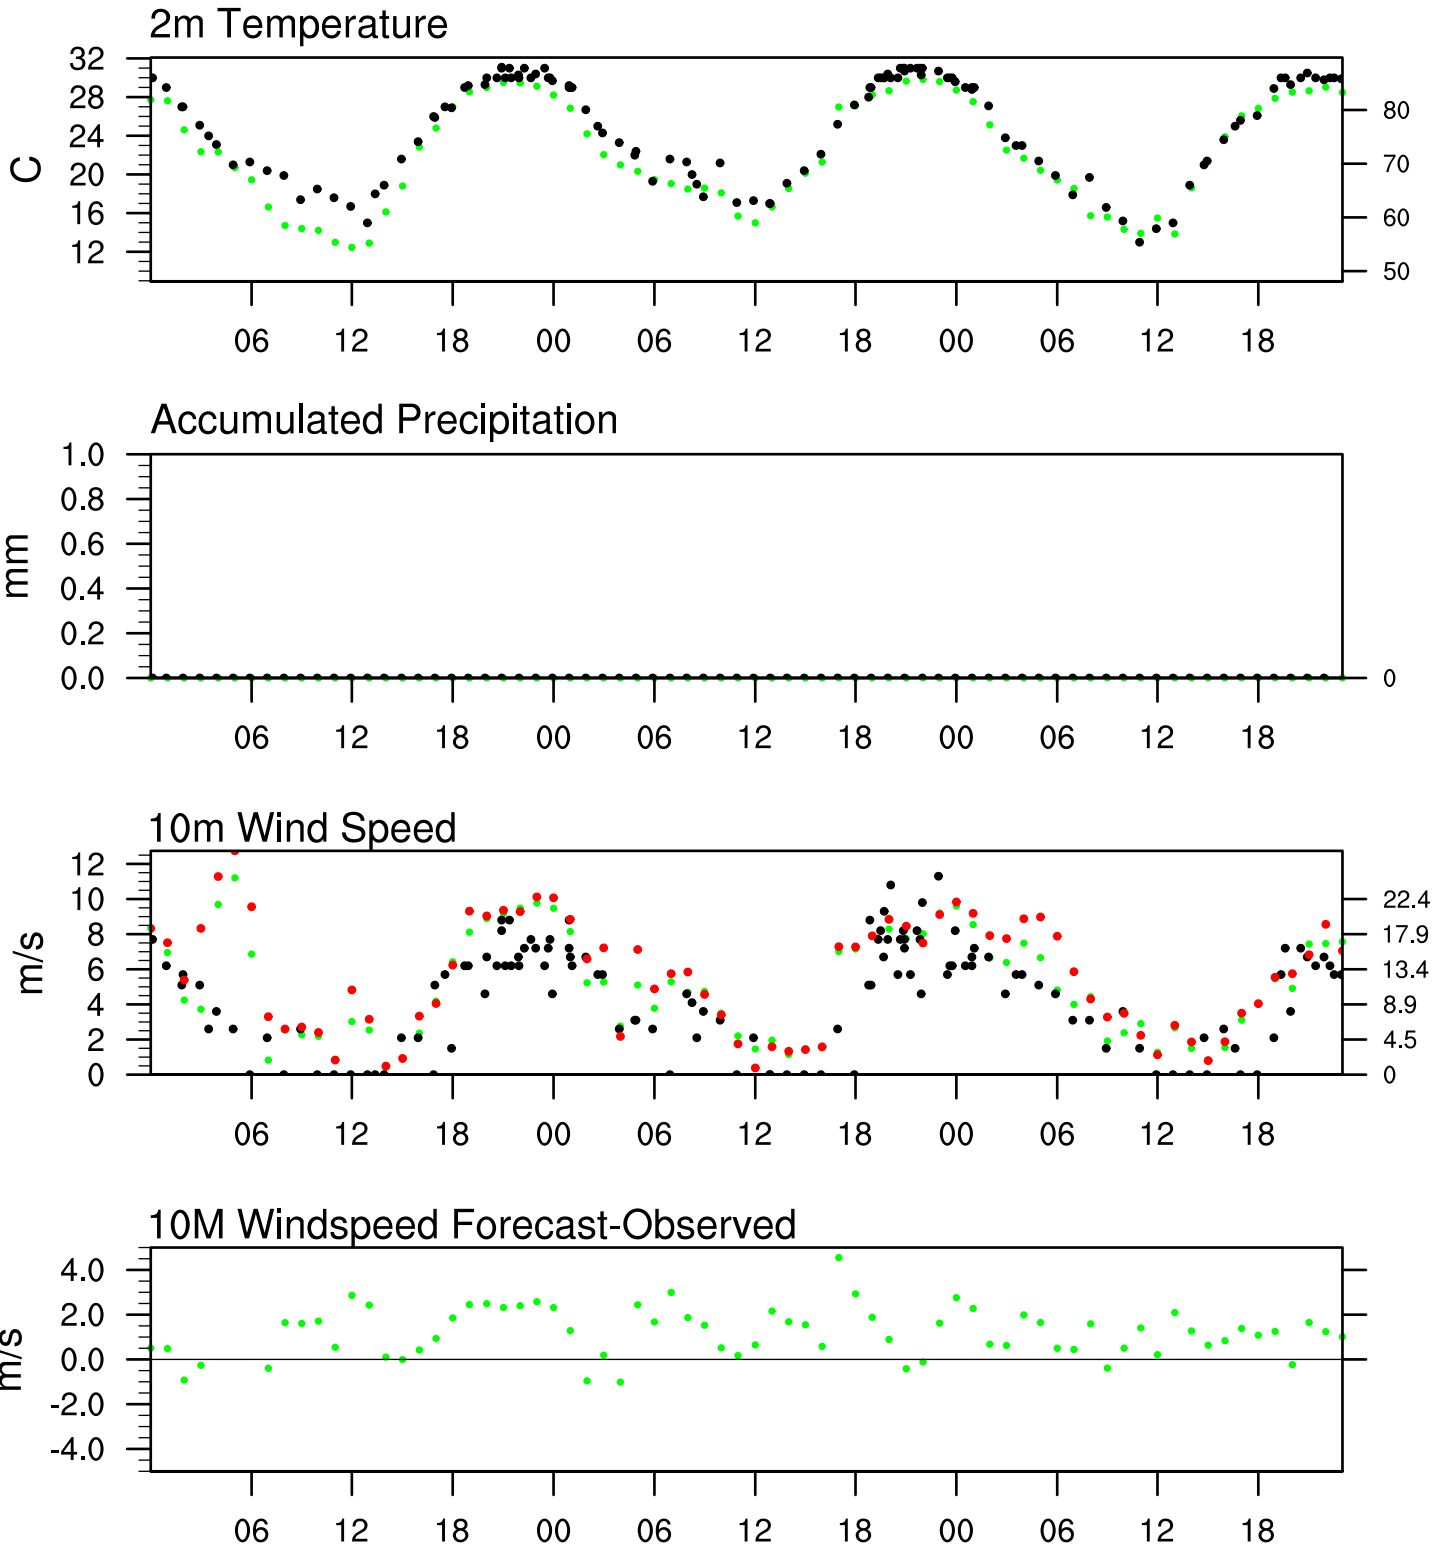 2m Temperature
32
28
24
20
16
12
C
80
70
60
50
06 12 18 00 06 12 18 00 06 12 18
Accumulated Precipitation
1.0
0.8
0.6
0.4
0.2
0.0
mm
0
06 12 18 00 06 12 18 00 06 12 18
10m Wind Speed
12
10
8
6
4
2
0
m/s
22.4
17.9
13.4
8.9
4.5
0
06 12 18 00 06 12 18 00 06 12 18
10M Windspeed Forecast-Observed
4.0
2.0
0.0
-2.0
-4.0
m/s
06 12 18 00 06 12 18 00 06 12 18